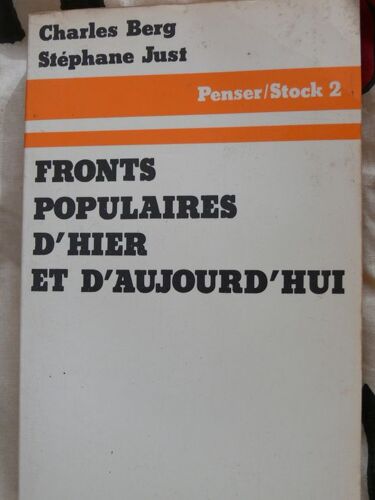 Charles Berg
Stéphane Just
Penser/Stock 2
FRONTS
POPULAIRES
D'HIER
ET D'AUJOURD'HUI